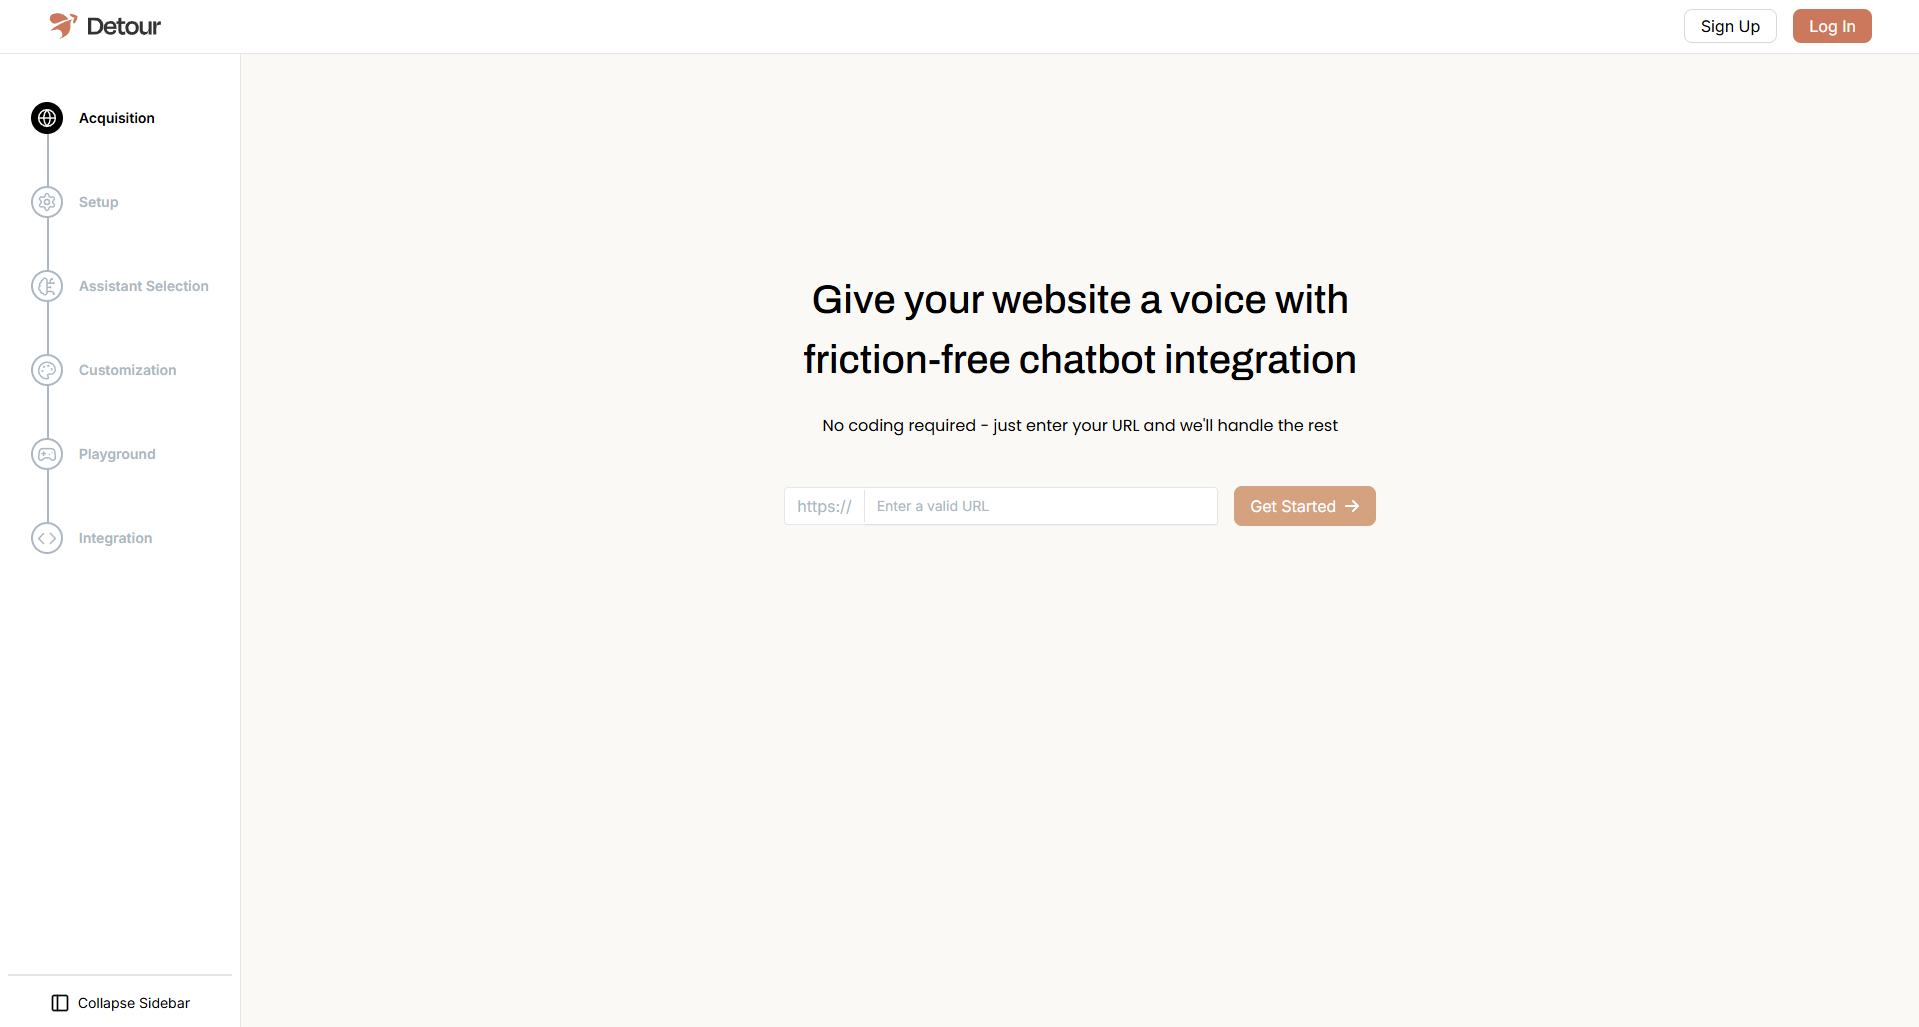 Detour
Sign Up
Log In
Acquisition
Setup
Assistant Selection
Customization
Playground
Integration
Give your website a voice with
friction-free chatbot integration
No coding required - just enter your URL and we'll handle the rest
https://
Enter a valid URL
Get Started
Collapse Sidebar